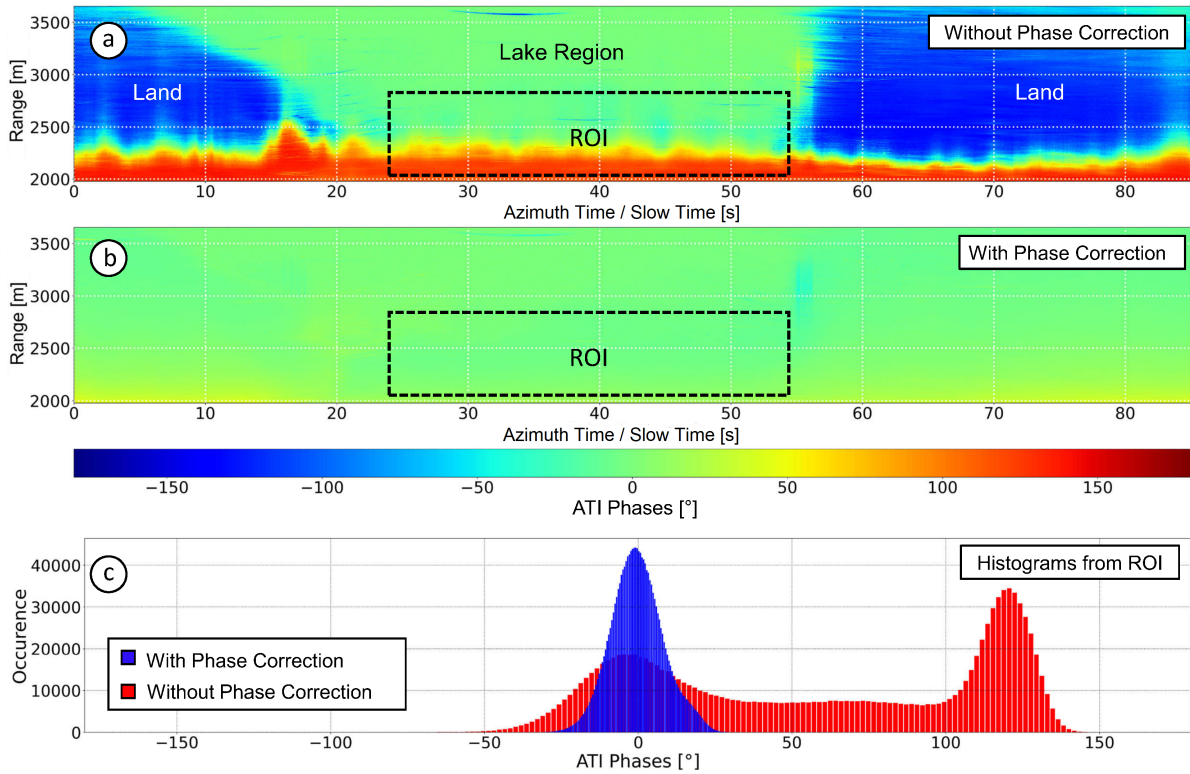 3500
a
Without Phase Correction
Lake Region
3000
Land
Land
2500
ROI
2000
Range [m]
0 10 20 30 40 50 60 70 80
Azimuth Time / Slow Time [s]
3500
b
With Phase Correction
3000
2500
ROI
2000
Range [m]
0 10 20 30 40 50 60 70 80
Azimuth Time / Slow Time [s]
−150 −100 −50 0 50 100 150
ATI Phases [°]
c
Histograms from ROI
40000
30000
20000
10000
0
Occurence
With Phase Correction
Without Phase Correction
−150 −100 −50 0 50 100 150
ATI Phases [°]